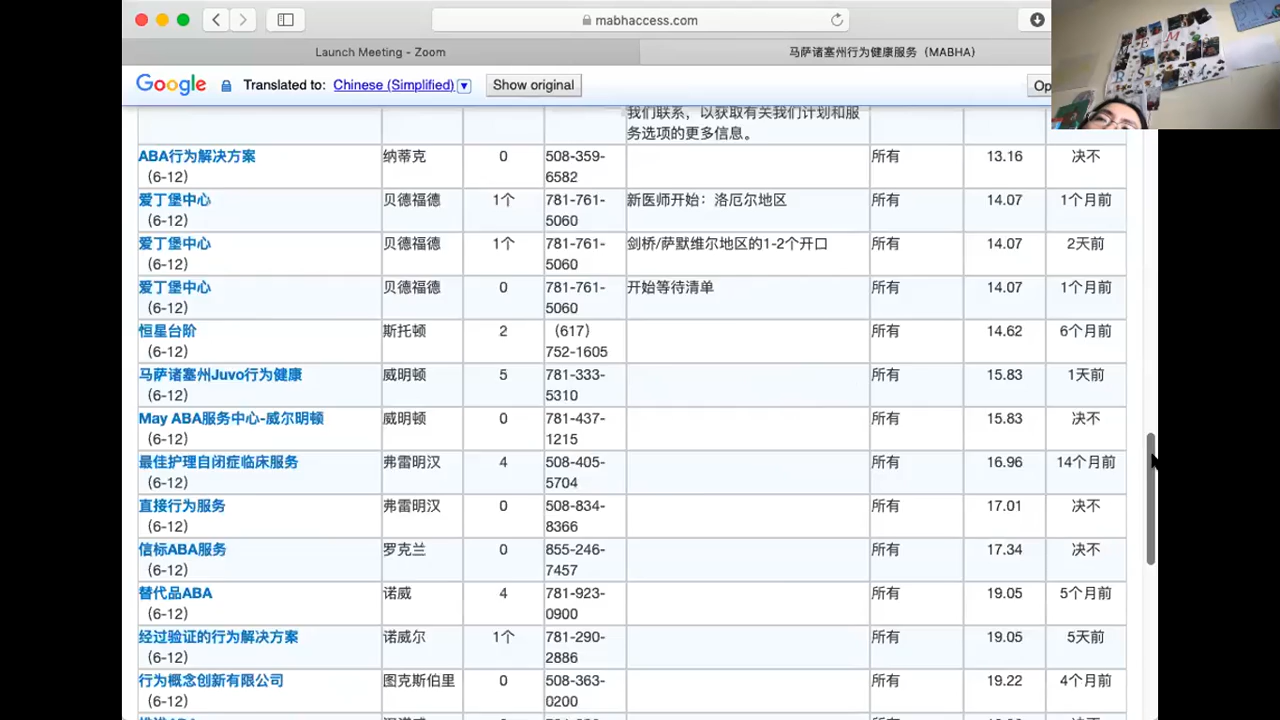 mabhaccess.com
Launch Meeting - Zoom
马萨诸塞州行为健康服务（MABHA）
Google Translated to: Chinese (Simplified) Show original Op
我们联系，以获取有关我们计划和服
务选项的更多信息。
ABA行为解决方案 纳蒂克 0 508-359- 所有 13.16 决不
（6-12） 6582
爱丁堡中心 贝德福德 1个 781-761- 新医师开始：洛厄尔地区 所有 14.07 1个月前
（6-12） 5060
爱丁堡中心 贝德福德 1个 781-761- 剑桥/萨默维尔地区的1-2个开口 所有 14.07 2天前
（6-12） 5060
爱丁堡中心 贝德福德 0 781-761- 开始等待清单 所有 14.07 1个月前
（6-12） 5060
恒星台阶 斯托顿 2 （617） 所有 14.62 6个月前
（6-12） 752-1605
马萨诸塞州Juvo行为健康 威明顿 5 781-333- 所有 15.83 1天前
（6-12） 5310
May ABA服务中心-威尔明顿 威明顿 0 781-437- 所有 15.83 决不
（6-12） 1215
最佳护理自闭症临床服务 弗雷明汉 4 508-405- 所有 16.96 14个月前
（6-12） 5704
直接行为服务 弗雷明汉 0 508-834- 所有 17.01 决不
（6-12） 8366
信标ABA服务 罗克兰 0 855-246- 所有 17.34 决不
（6-12） 7457
替代品ABA 诺威 4 781-923- 所有 19.05 5个月前
（6-12） 0900
经过验证的行为解决方案 诺威尔 1个 781-290- 所有 19.05 5天前
（6-12） 2886
行为概念创新有限公司 图克斯伯里 0 508-363- 所有 19.22 4个月前
（6-12） 0200